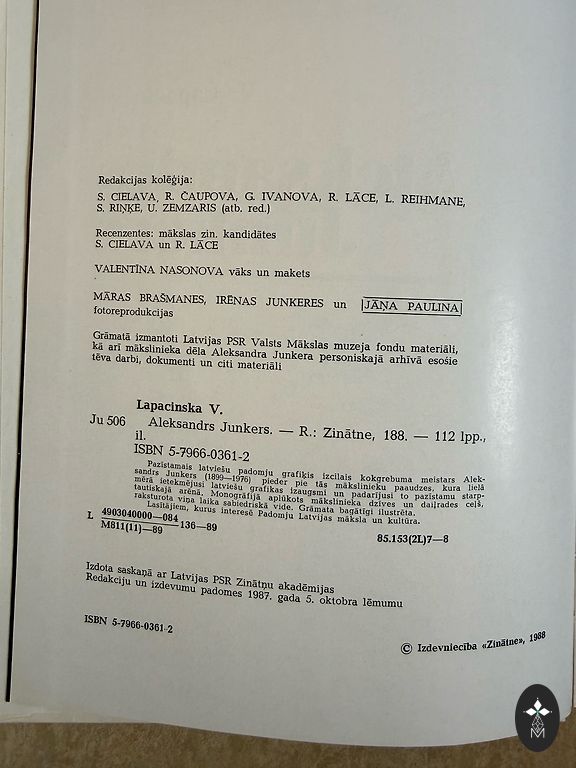 Redakcijas kolēģija:
S. CIELAVA, R. ČAUPOVA, G. IVANOVA, R. LĀCE, L. REIHMANE,
S. RIŅĶE, U. ZEMZARIS (atb. red.)
Recenzentes: mākslas zin. kandidātes
S. CIELAVA un R. LĀCE
VALENTĪNA NASONOVA vāks un makets
MĀRAS BRAŠMANES, IRĒNAS JUNKERES un JĀŅA PAULIŅA
fotoreprodukcijas
Grāmatā izmantoti Latvijas PSR Valsts Mākslas muzeja fondu materiāli,
kā arī mākslinieka dēla Aleksandra Junkera personiskajā arhīvā esošie
tēva darbi, dokumenti un citi materiāli
Lapacinska V.
Ju 506 Aleksandrs Junkers. — R.: Zinātne, 188. — 112 lpp.,
il.
ISBN 5-7966-0361-2
Pazīstamais latviešu padomju grafiķis izcilais kokgrebuma meistars Alek-
sandrs Junkers (1899—1976) pieder pie tās mākslinieku paaudzes, kura lielā
mērā ietekmējusi latviešu grafikas izaugsmi un padarījusi to pazīstamu starp-
tautiskajā arēnā. Monogrāfijā aplūkots mākslinieka dzīves un daiļrades ceļš,
raksturota viņa laika sabiedriskā vide. Grāmata bagātīgi ilustrēta.
Lasītājiem, kurus interesē Padomju Latvijas māksla un kultūra.
L 4903040000—084 136—89
M811(11)—89
85.153(2L)7—8
Izdota saskaņā ar Latvijas PSR Zinātņu akadēmijas
Redakciju un izdevumu padomes 1987. gada 5. oktobra lēmumu
ISBN 5-7966-0361-2
© Izdevniecība «Zinātne», 1988
M